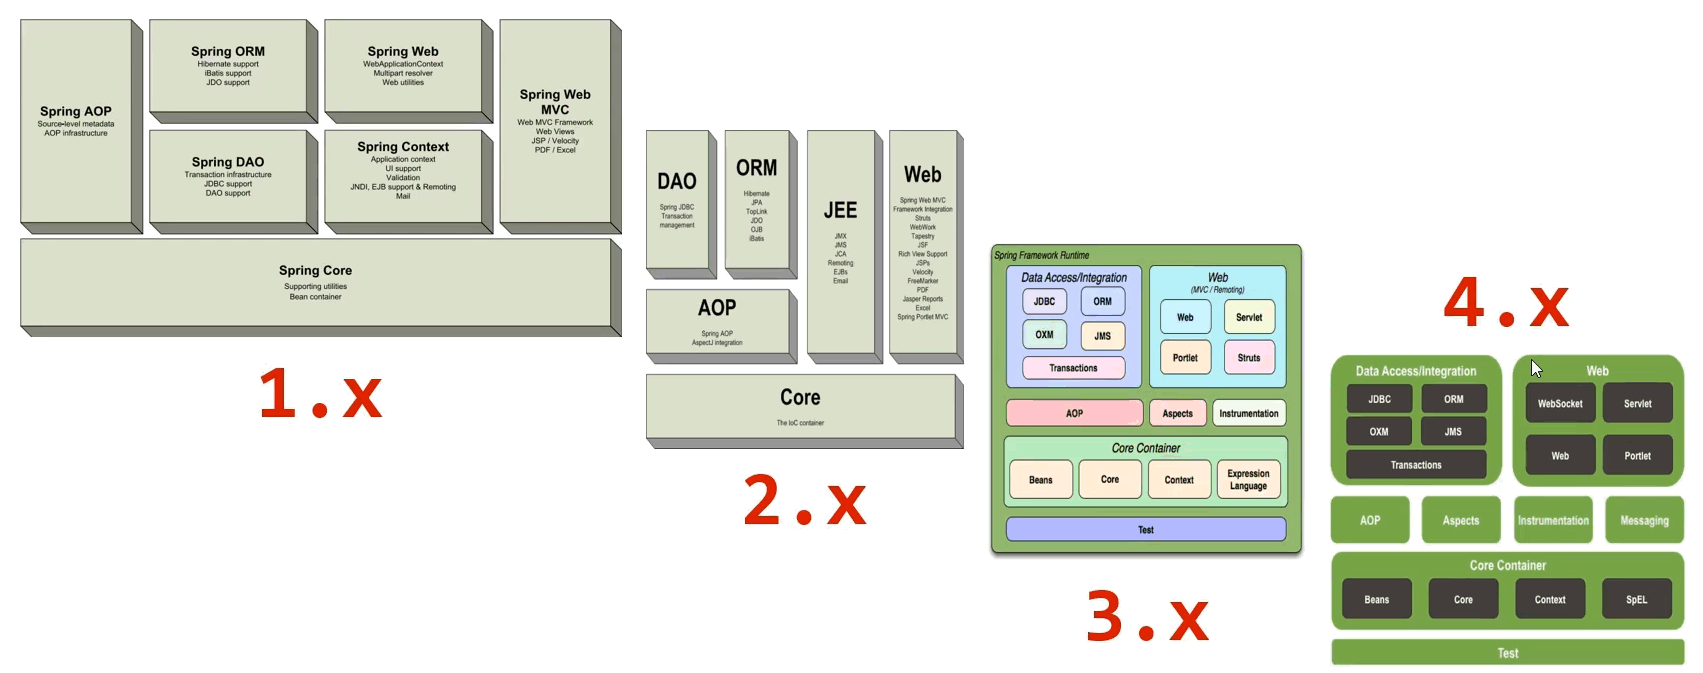 Spring AOP
Source-level metadata
AOP infrastructure
Spring ORM
Hibernate support
iBatis support
JDO support
Spring Web
WebApplicationContext
Multipart resolver
Web utilities
Spring DAO
Transaction infrastructure
JDBC support
DAO support
Spring Context
Application context
UI support
Validation
JNDI, EJB support & Remoting
Mail
Spring Web
MVC
Web MVC Framework
Web Views
JSP / Velocity
PDF / Excel
Spring Core
Supporting utilities
Bean container
1.x
DAO
Spring JDBC
Transaction
management
ORM
Hibernate
JPA
TopLink
JDO
OJB
iBatis
JEE
JMX
JMS
JCA
Remoting
EJBs
Email
Web
Spring Web MVC
Framework Integration
Struts
WebWork
Tapestry
JSF
Rich View Support
JSPs
Velocity
FreeMarker
PDF
Jasper Reports
Excel
Spring Portlet MVC
AOP
Spring AOP
AspectJ integration
Core
The IoC container
2.x
Spring Framework Runtime
Data Access/Integration
JDBC
ORM
OXM
JMS
Transactions
Web
(MVC / Remoting)
Web
Servlet
Portlet
Struts
AOP
Aspects
Instrumentation
Core Container
Beans
Core
Context
Expression
Language
Test
3.x
4.x
Data Access/Integration
JDBC
ORM
OXM
JMS
Transactions
Web
WebSocket
Servlet
Web
Portlet
AOP
Aspects
Instrumentation
Messaging
Core Container
Beans
Core
Context
SpEL
Test